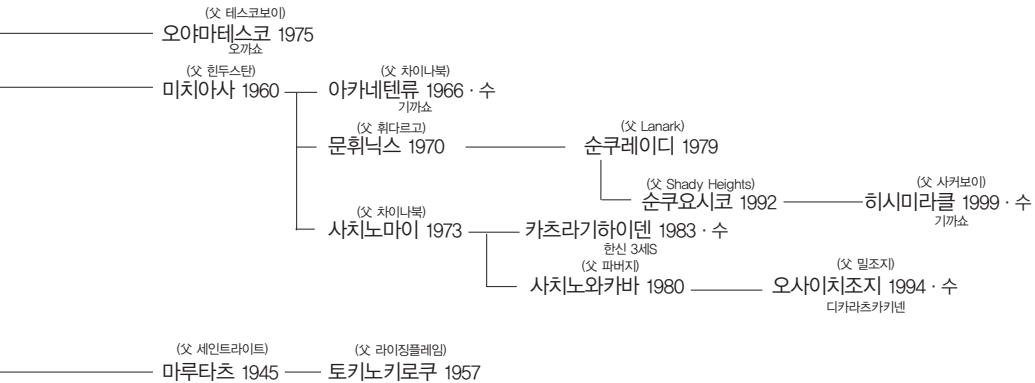 (父 테스코보이)
오야마테스코 1975
오까쇼
(父 힌두스탄)
미치아사 1960
(父 차이나북)
아카네텐류 1966 · 수
기까쇼
(父 휘다르고)
문휘닉스 1970
(父 Lanark)
순쿠레이디 1979
(父 Shady Heights)
순쿠요시코 1992
(父 사커보이)
히시미라클 1999 · 수
기까쇼
(父 차이나북)
사치노마이 1973
카츠라기하이덴 1983 · 수
한신 3세S
(父 파버지)
사치노와카바 1980
(父 밀조지)
오사이치조지 1994 · 수
디카라츠카키넨
(父 세인트라이트)
마루타츠 1945
(父 라이징플레임)
토키노키로쿠 1957